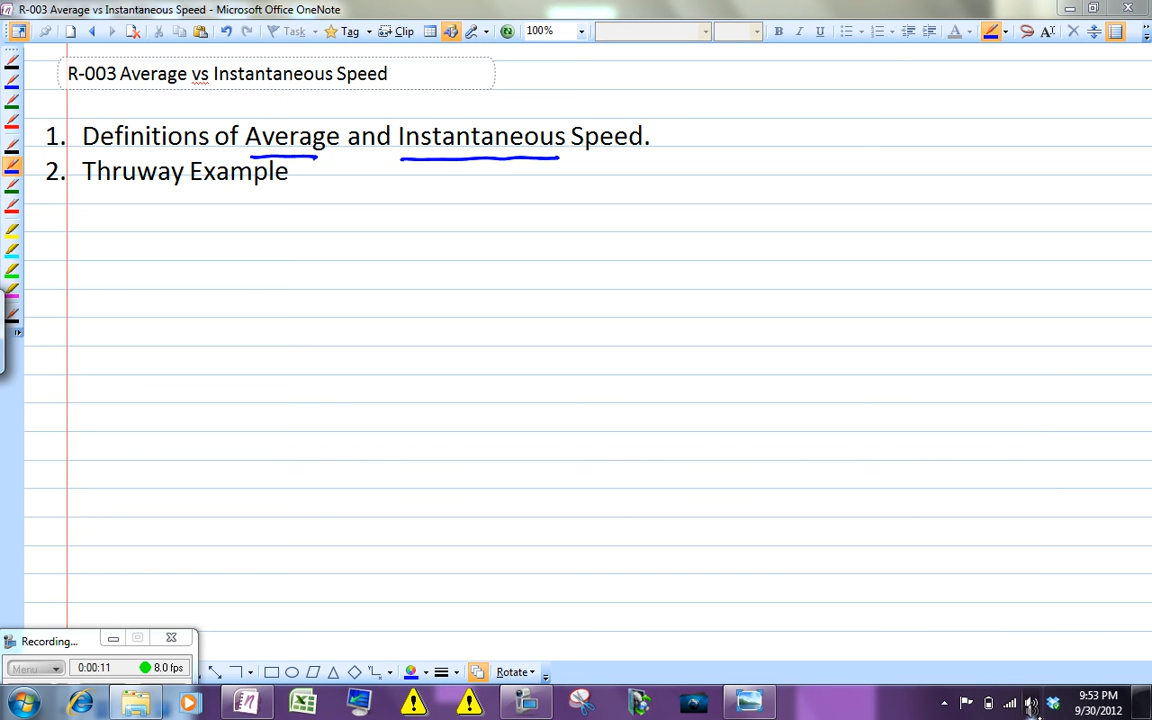 R-003 Average vs Instantaneous Speed - Microsoft Office OneNote
Task Tag Clip 100% B I U
R-003 Average vs Instantaneous Speed
1. Definitions of Average and Instantaneous Speed.
2. Thruway Example
Recording...
Menu 0:00:11 8.0 fps
Rotate
9:53 PM
9/30/2012